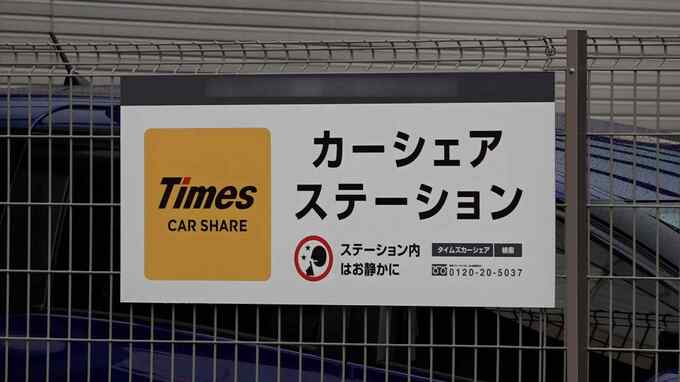 Times
CAR SHARE
カーシェア
ステーション
ステーション内
はお静かに
タイムズカーシェア 検索
0120-20-5037